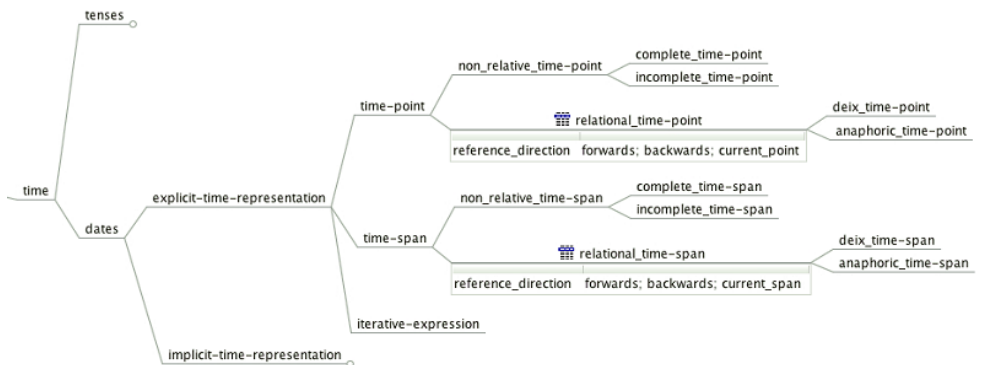 tenses
complete_time-point
non_relative_time-point
incomplete_time-point
time-point
deix_time-point
relational_time-point
anaphoric_time-point
reference_direction forwards; backwards; current_point
time
complete_time-span
explicit-time-representation
non_relative_time-span
incomplete_time-span
dates
time-span
deix_time-span
relational_time-span
anaphoric_time-span
reference_direction forwards; backwards; current_span
iterative-expression
implicit-time-representation